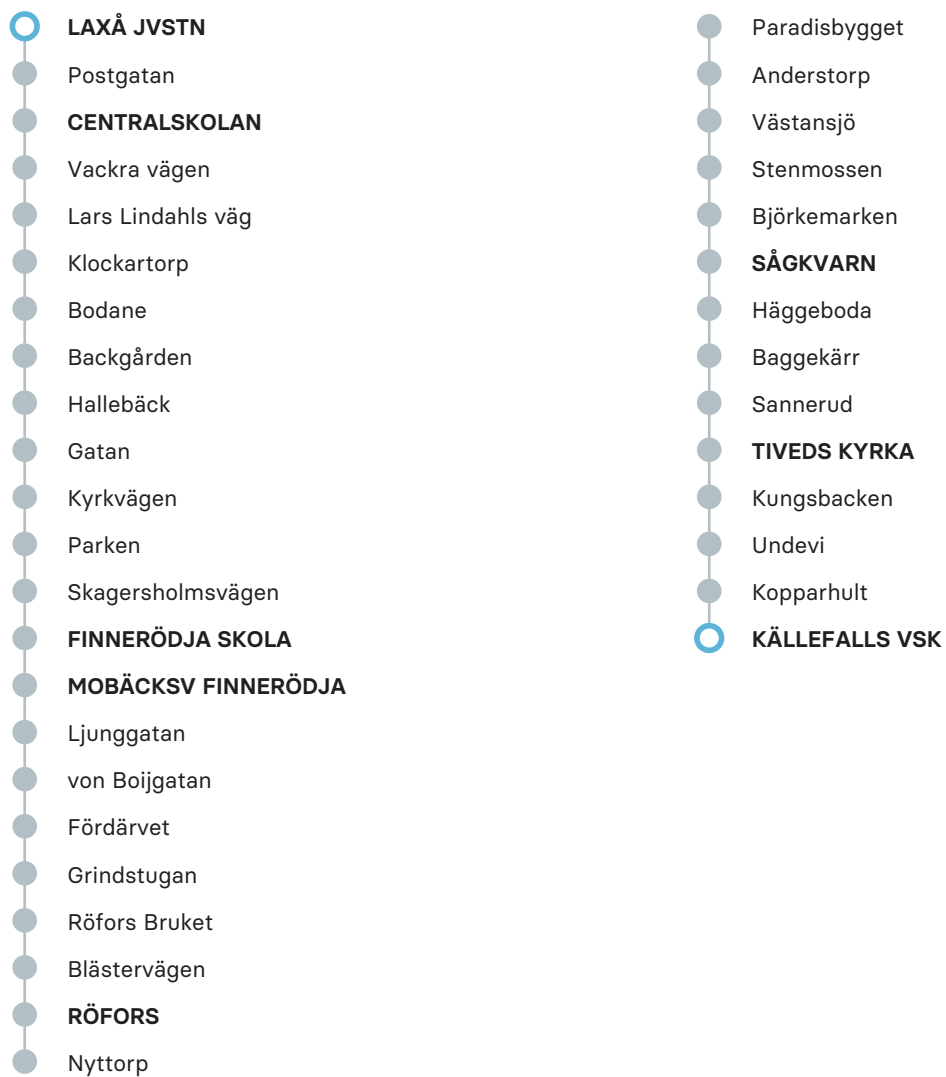 LAXÅ JVSTN
Postgatan
CENTRALSKOLAN
Vackra vägen
Lars Lindahls väg
Klockartorp
Bodane
Backgården
Hallebäck
Gatan
Kyrkvägen
Parken
Skagersholmsvägen
FINNERÖDJA SKOLA
MOBÄCKSV FINNERÖDJA
Ljunggatan
von Boijgatan
Fördärvet
Grindstugan
Röfors Bruket
Blästervägen
RÖFORS
Nyttorp
Paradisbygget
Anderstorp
Västansjö
Stenmossen
Björkemarken
SÅGKVARN
Häggeboda
Baggekärr
Sannerud
TIVEDS KYRKA
Kungsbacken
Undevi
Kopparhult
KÄLLEFALLS VSK